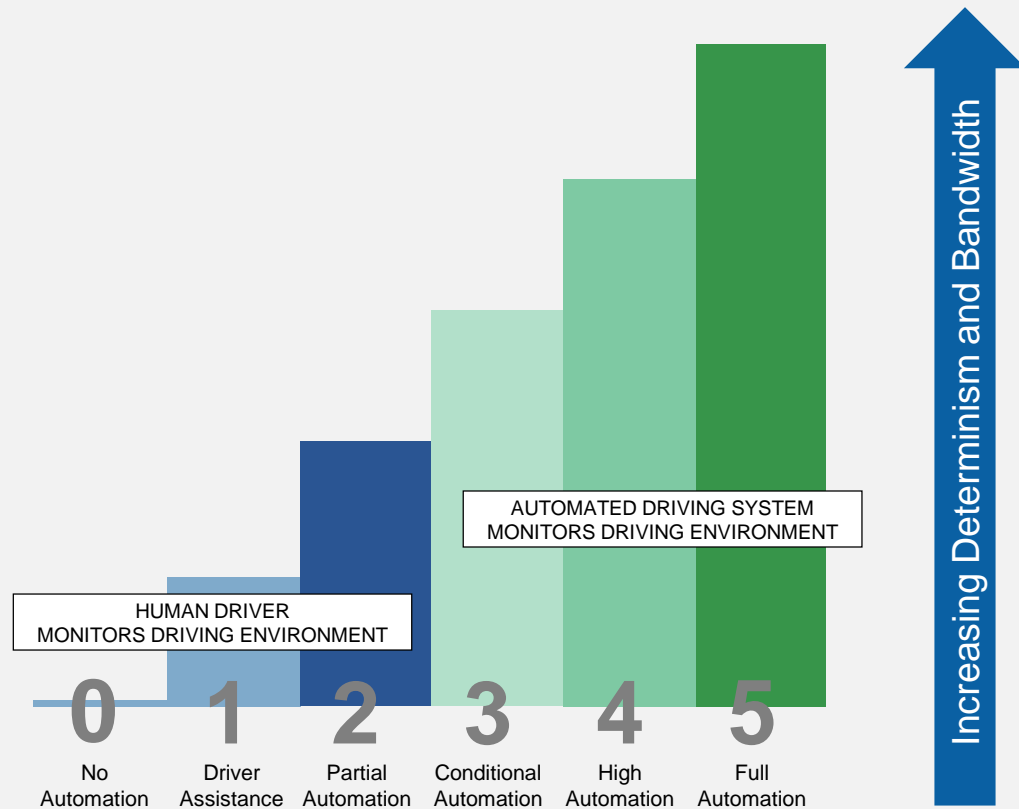 AUTOMATED DRIVING SYSTEM
MONITORS DRIVING ENVIRONMENT
HUMAN DRIVER
MONITORS DRIVING ENVIRONMENT
0
1
2
3
4
5
No
Automation
Driver
Assistance
Partial
Automation
Conditional
Automation
High
Automation
Full
Automation
Increasing Determinism and Bandwidth